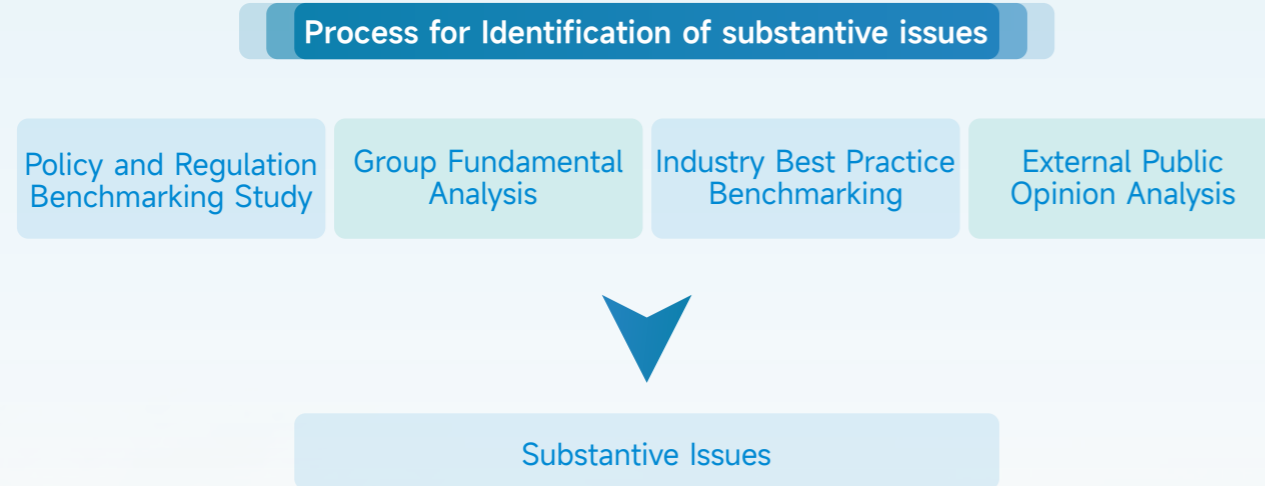 Process for Identification of substantive issues
Policy and Regulation
Benchmarking Study
Group Fundamental
Analysis
Industry Best Practice
Benchmarking
External Public
Opinion Analysis
Substantive Issues